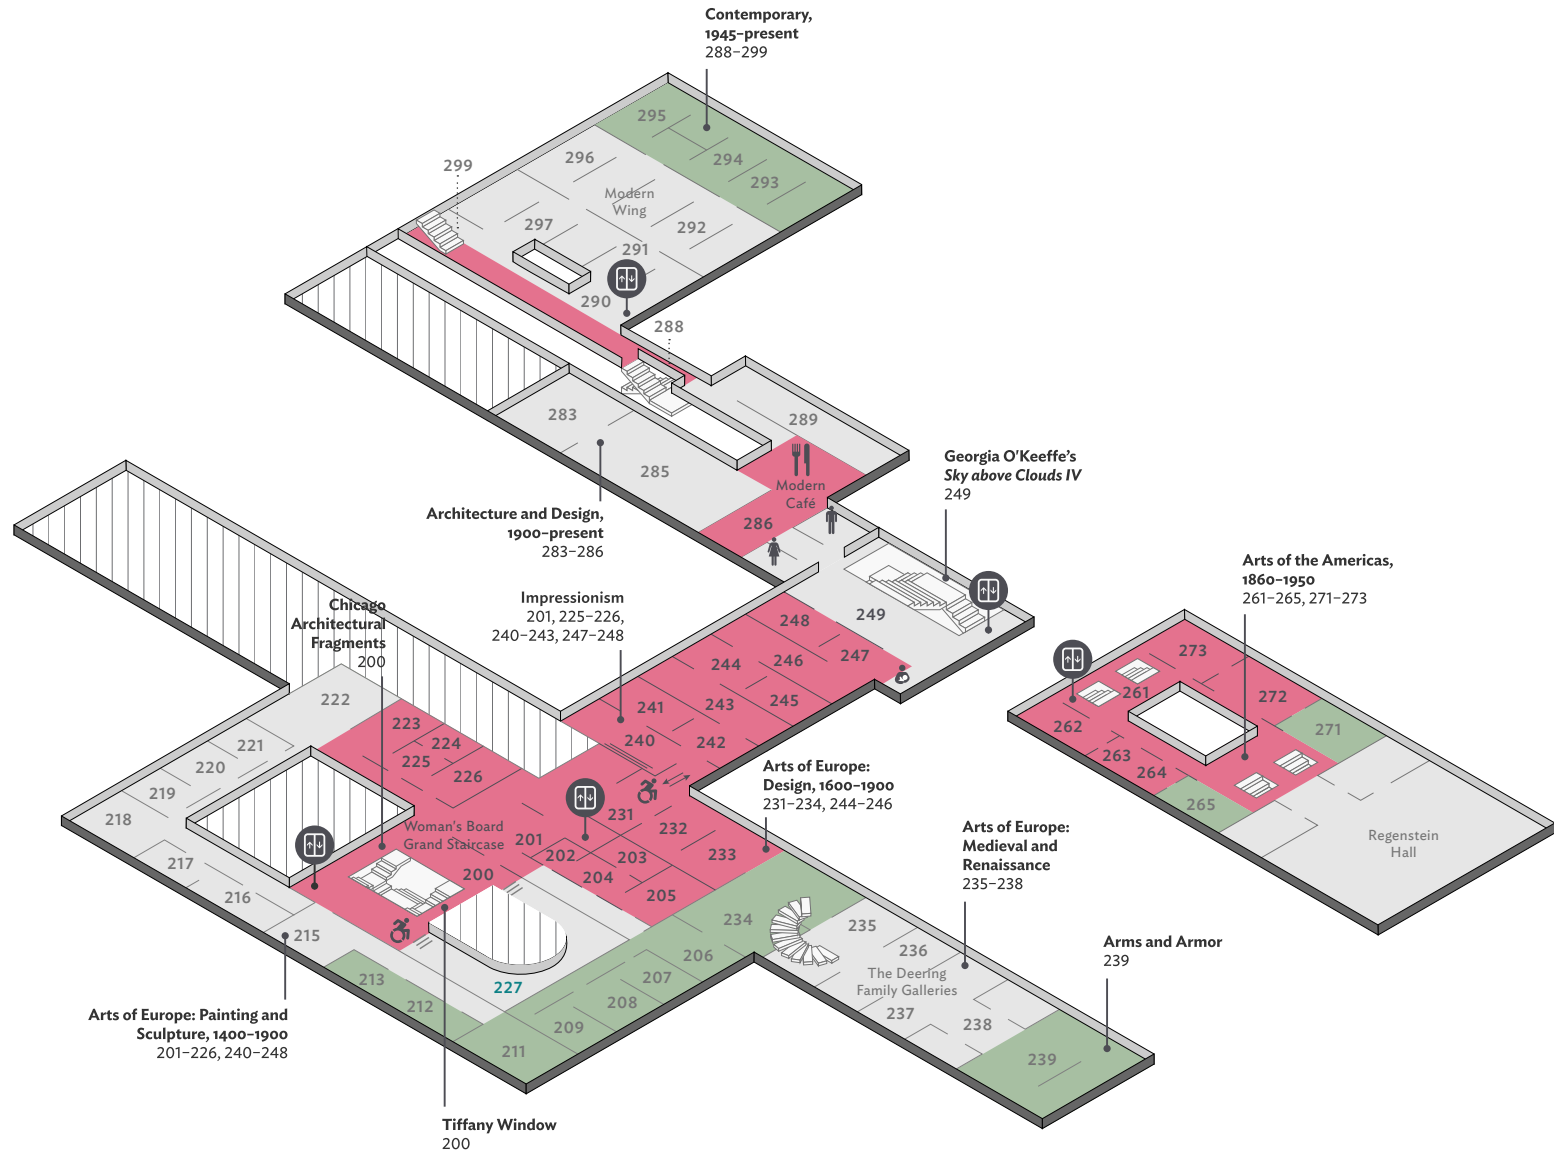 Contemporary,
1945–present
288–299
295
294
293
296
299
Modern
Wing
297
292
291
290
288
283
289
285
Modern
Café
286
Georgia O'Keeffe's
Sky above Clouds IV
249
Architecture and Design,
1900–present
283–286
Arts of the Americas,
1860–1950
261–265, 271–273
Impressionism
201, 225–226,
240–243, 247–248
Chicago
Architectural
Fragments
200
249
248
247
246
245
244
243
242
241
240
273
272
261
262
263
264
271
265
Regenstein
Hall
222
223
224
225
226
221
220
219
218
217
216
215
Woman's Board
Grand Staircase
201
200
202
203
204
205
231
232
233
Arts of Europe:
Design, 1600–1900
231–234, 244–246
Arts of Europe:
Medieval and
Renaissance
235–238
234
235
236
The Deering
Family Galleries
237
238
239
Arms and Armor
239
206
207
208
209
211
213
212
227
Arts of Europe: Painting and
Sculpture, 1400–1900
201–226, 240–248
Tiffany Window
200